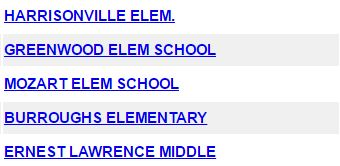 HARRISONVILLE ELEM.
GREENWOOD ELEM SCHOOL
MOZART ELEM SCHOOL
BURROUGHS ELEMENTARY
ERNEST LAWRENCE MIDDLE